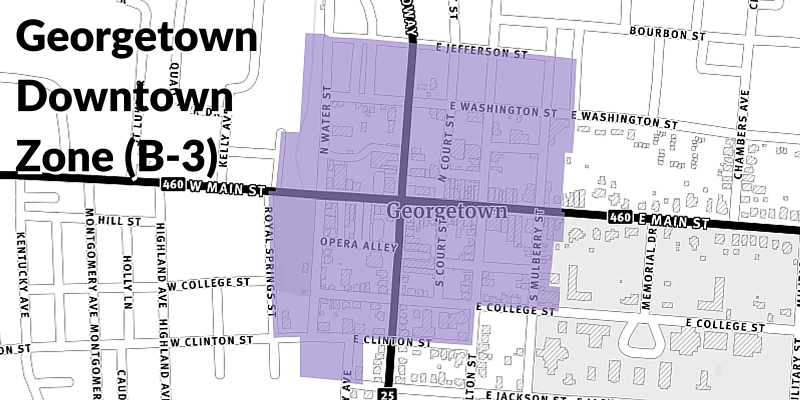 Georgetown
Downtown
Zone (B-3)
BOURBON ST
E JEFFERSON ST
E WASHINGTON ST
E WASHINGTON ST
N WATER ST
N COURT ST
CHAMBERS AVE
KELLY AVE
460 W MAIN ST
Georgetown
460 E MAIN ST
HILL ST
OPERA ALLEY
ROYAL SPRINGS ST
S COURT ST
S MULBERRY ST
MEMORIAL DR
KENTUCKY AVE
MONTGOMERY AVE
HOLLY LN
HIGHLAND AVE
W COLLEGE ST
E COLLEGE ST
E COLLEGE ST
W CLINTON ST
E CLINTON ST
HIGHLAND AVE
25
E JACKSON ST